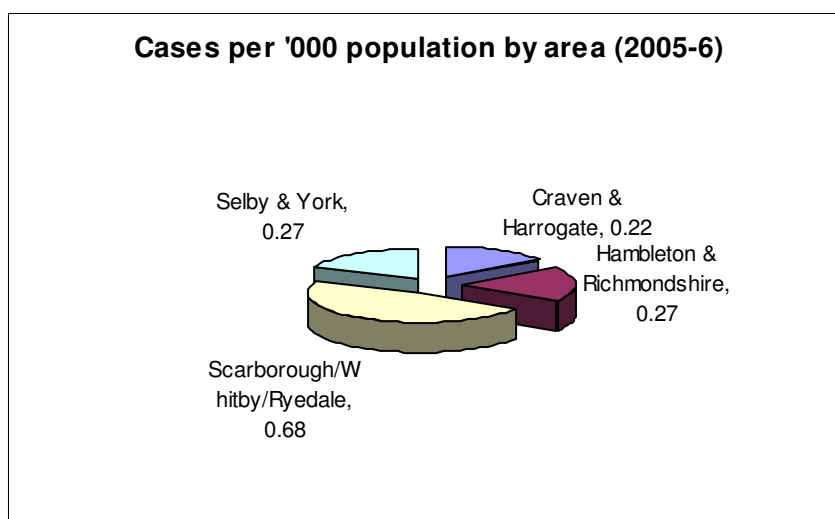 Cases per '000 population by area (2005-6)
Selby & York,
0.27
Craven &
Harrogate, 0.22
Hambleton &
Richmondshire,
0.27
Scarborough/W
hitby/Ryedale,
0.68